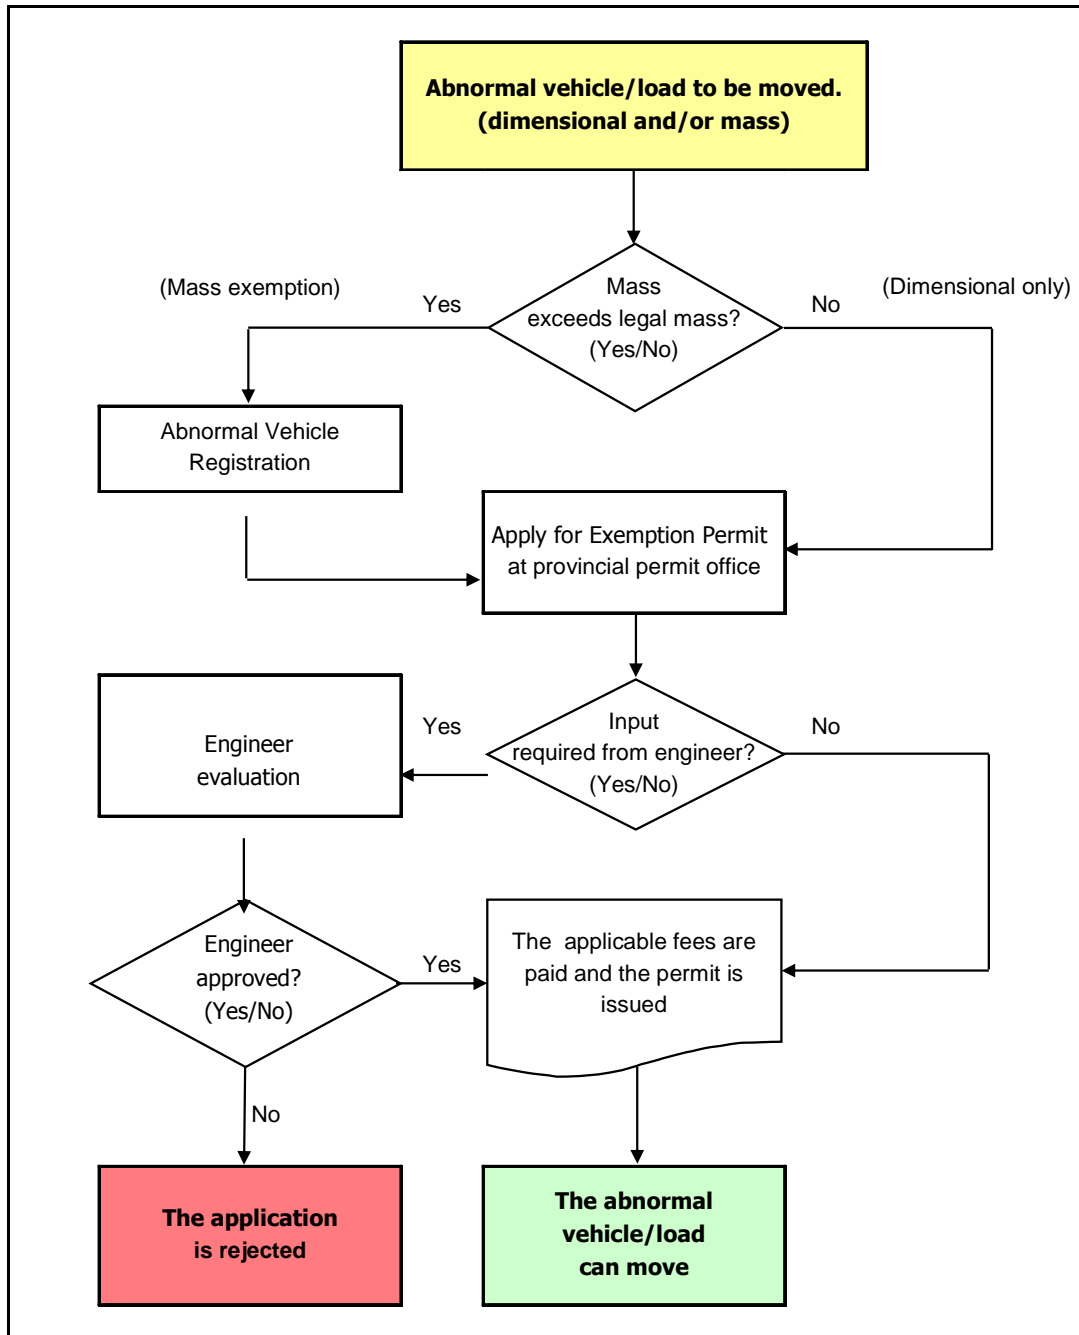 Abnormal vehicle/load to be moved.
(dimensional and/or mass)
(Mass exemption)
Yes
Mass
exceeds legal mass?
(Yes/No)
No
(Dimensional only)
Abnormal Vehicle
Registration
Apply for Exemption Permit
at provincial permit office
Engineer
evaluation
Yes
Input
required from engineer?
(Yes/No)
No
Engineer
approved?
(Yes/No)
Yes
The  applicable fees are
paid and the permit is
issued
No
The application
is rejected
The abnormal
vehicle/load
can move